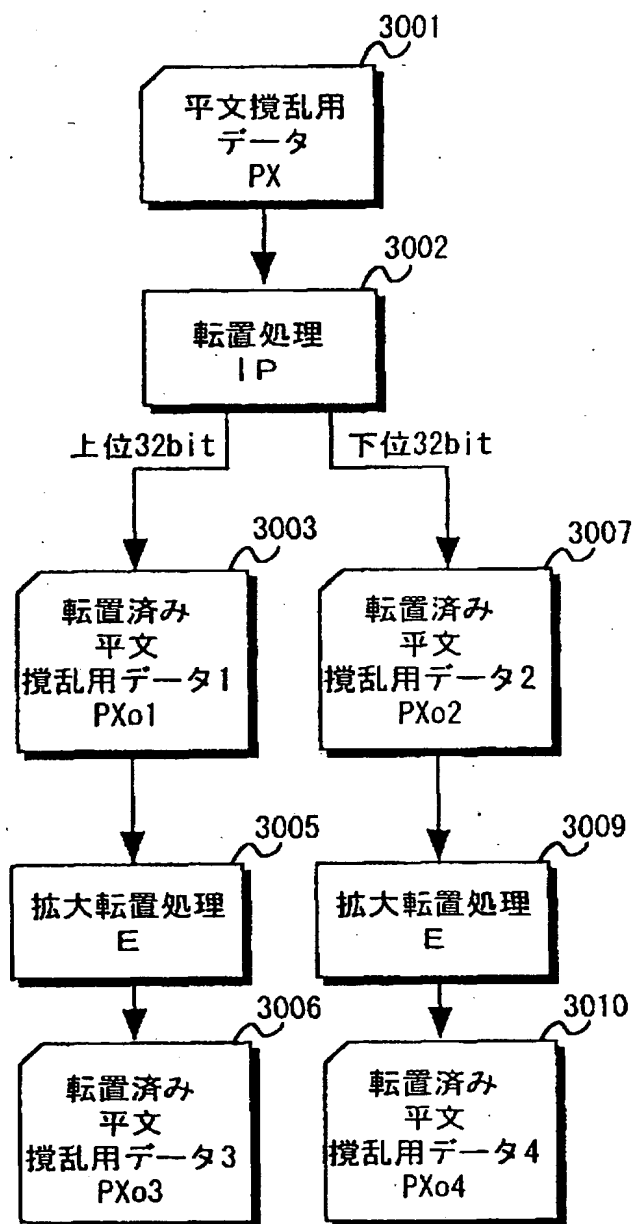 3001
平文撹乱用
データ
PX
3002
転置処理
IP
上位32bit
下位32bit
3003
転置済み
平文
撹乱用データ1
PXo1
3007
転置済み
平文
撹乱用データ2
PXo2
3005
拡大転置処理
E
3009
拡大転置処理
E
3006
転置済み
平文
撹乱用データ3
PXo3
3010
転置済み
平文
撹乱用データ4
PXo4